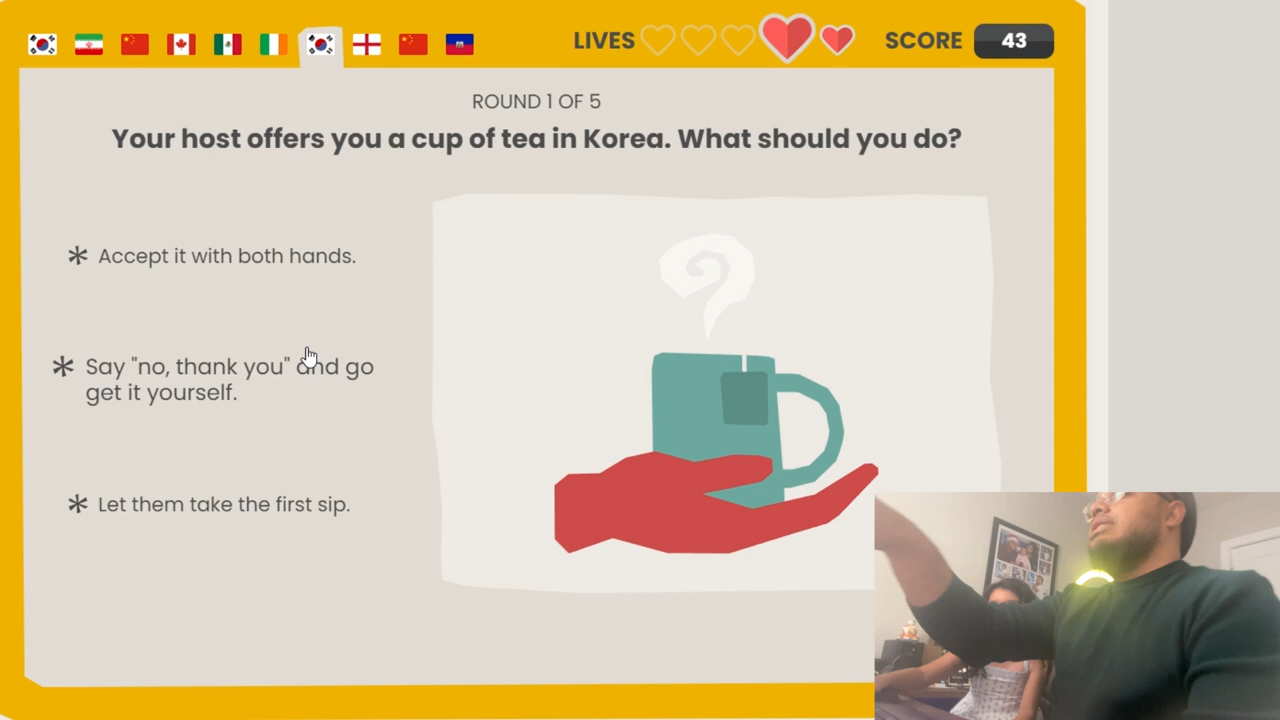 LIVES SCORE 43
ROUND 1 OF 5
Your host offers you a cup of tea in Korea. What should you do?
Accept it with both hands.
Say "no, thank you" and go
get it yourself.
Let them take the first sip.